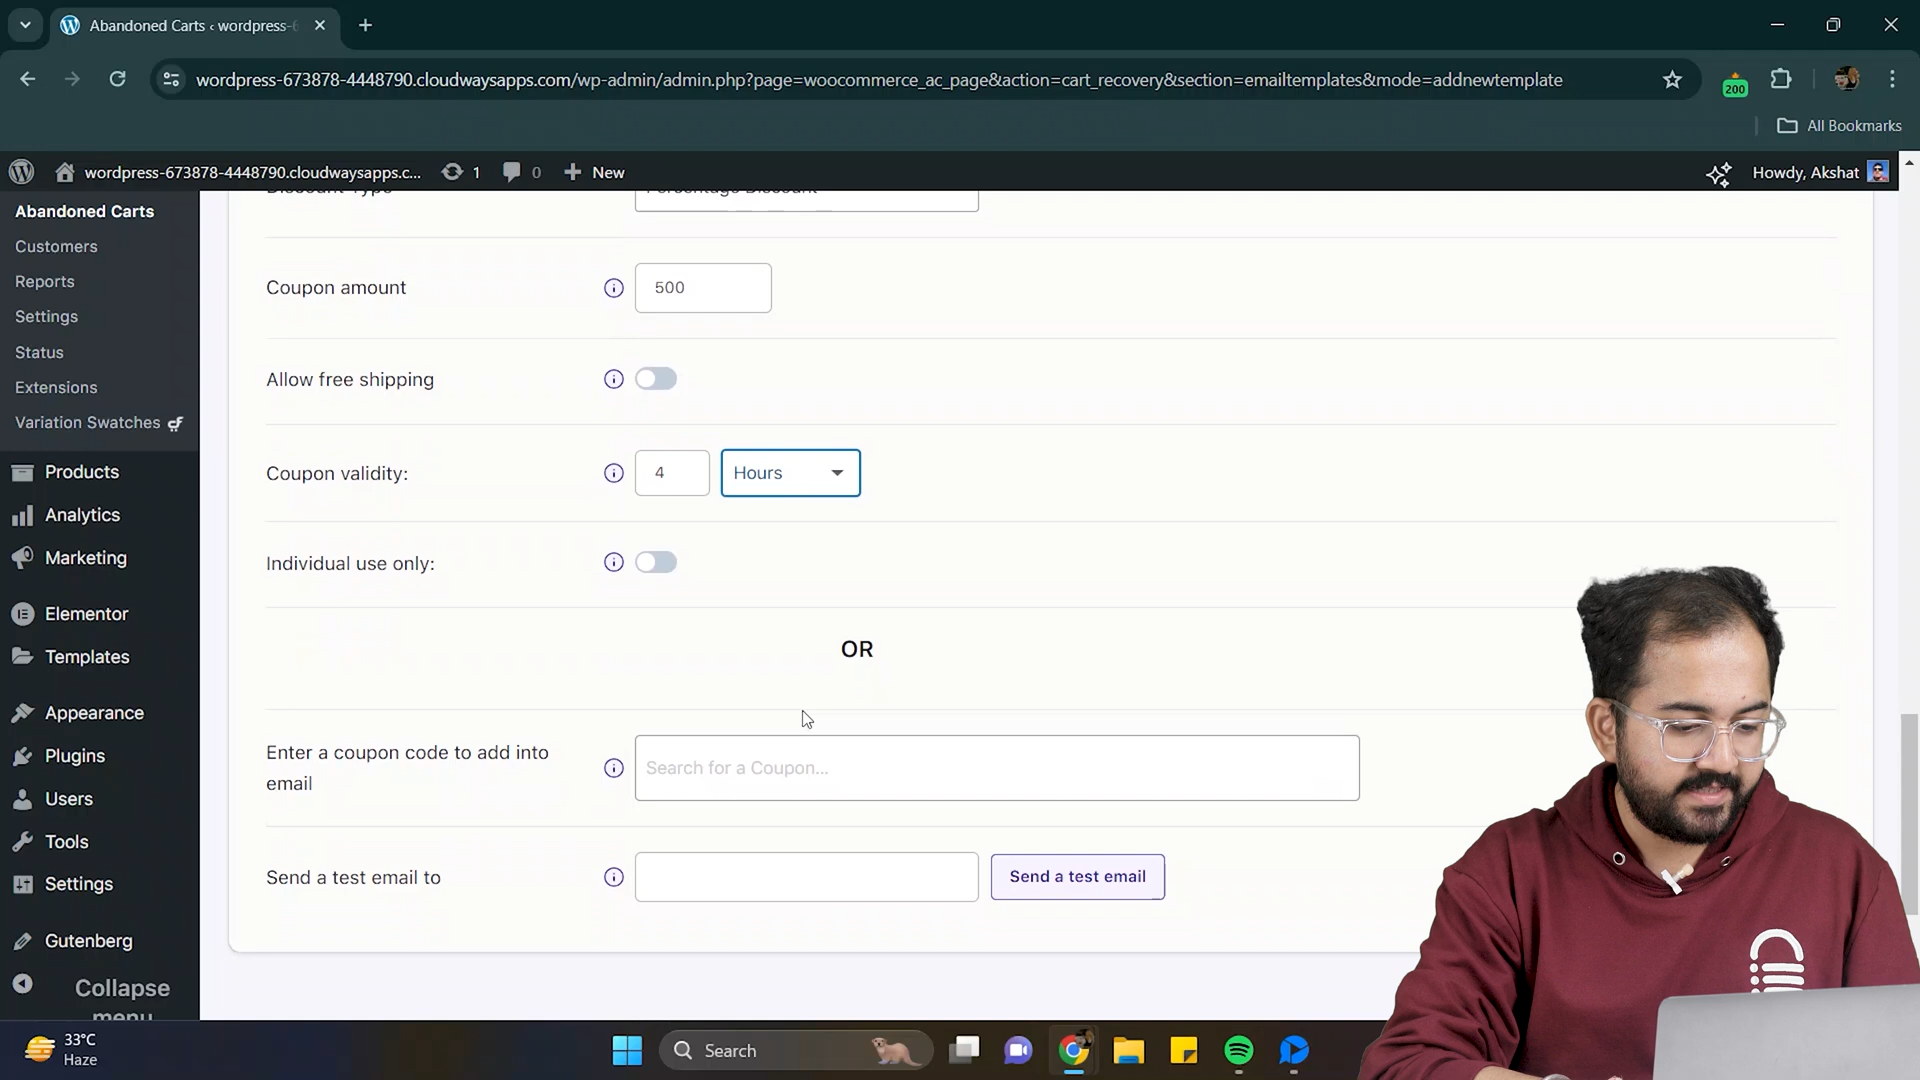 Abandoned Carts ‹ wordpress-6
wordpress-673878-4448790.cloudwaysapps.com/wp-admin/admin.php?page=woocommerce_ac_page&action=cart_recovery&section=emailtemplates&mode=addnewtemplate
200
All Bookmarks
wordpress-673878-4448790.cloudwaysapps.c... 1 0 New
Howdy, Akshat
Abandoned Carts
Customers
Reports
Settings
Status
Extensions
Variation Swatches
Products
Analytics
Marketing
Elementor
Templates
Appearance
Plugins
Users
Tools
Settings
Gutenberg
Collapse menu
Discount Type Percentage Discount
Coupon amount 500
Allow free shipping
Coupon validity: 4 Hours
Individual use only:
OR
Enter a coupon code to add into
email
Search for a Coupon...
Send a test email to Send a test email
33°C
Haze
Search